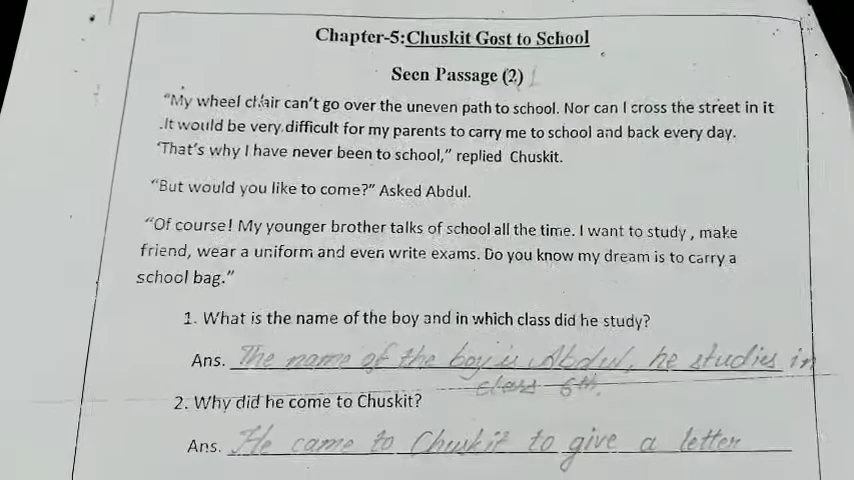 Chapter-5:Chuskit Gost to School
Seen Passage (2)
"My wheel chair can't go over the uneven path to school. Nor can I cross the street in it
.It would be very difficult for my parents to carry me to school and back every day.
'That's why I have never been to school," replied Chuskit.
"But would you like to come?" Asked Abdul.
"Of course! My younger brother talks of school all the time. I want to study , make
friend, wear a uniform and even write exams. Do you know my dream is to carry a
school bag."
1. What is the name of the boy and in which class did he study?
Ans. The name of the boy is Abdul, he studies in
class 6th.
2. Why did he come to Chuskit?
Ans. He came to Chuskit to give a letter